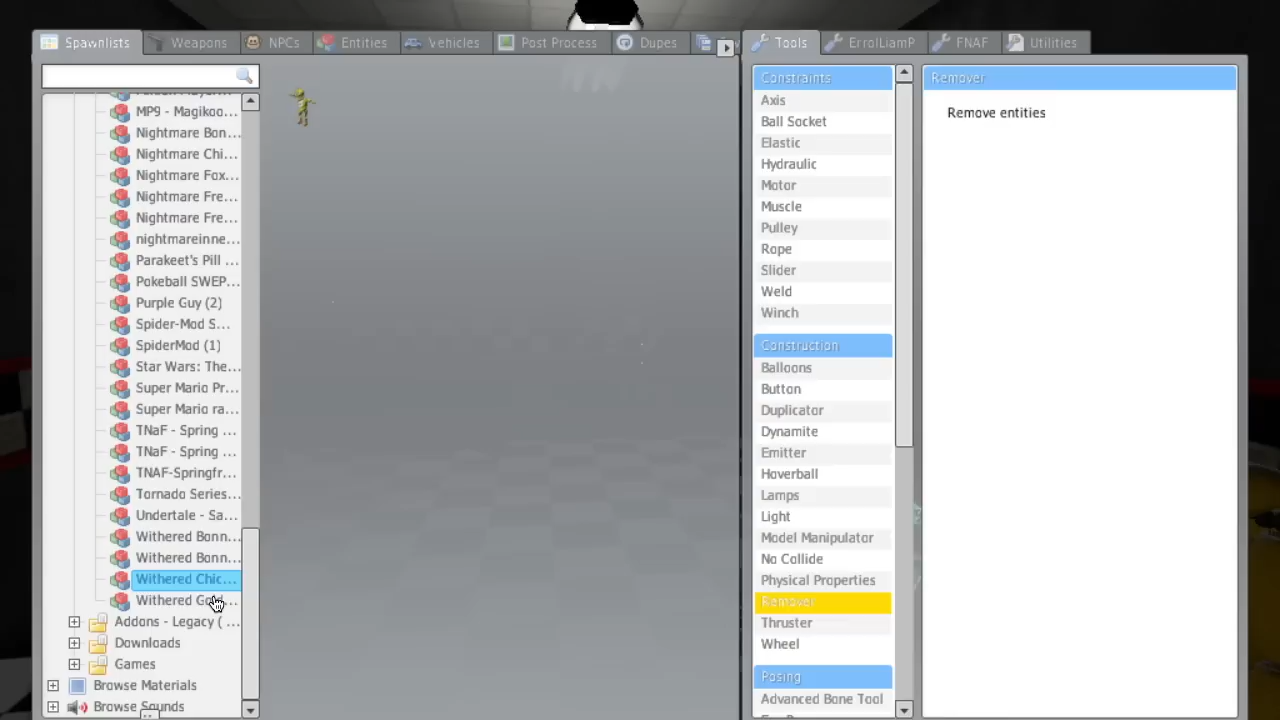 Spawnlists
Weapons
NPCs
Entities
Vehicles
Post Process
Dupes
Tools
ErrolLiamP
FNAF
Utilities
MP9 - Magikoo...
Nightmare Bon...
Nightmare Chi...
Nightmare Fox...
Nightmare Fre...
Nightmare Fre...
nightmareinne...
Parakeet's Pill ...
Pokeball SWEP...
Purple Guy (2)
Spider-Mod S...
SpiderMod (1)
Star Wars: The...
Super Mario Pr...
Super Mario ra...
TNaF - Spring ...
TNaF - Spring ...
TNAF-Springfr...
Tornado Series...
Undertale - Sa...
Withered Bonn...
Withered Bonn...
Withered Chic...
Withered
Addons - Legacy ( ...
Downloads
Games
Browse Materials
Browse Sounds
Constraints
Axis
Ball Socket
Elastic
Hydraulic
Motor
Muscle
Pulley
Rope
Slider
Weld
Winch
Construction
Balloons
Button
Duplicator
Dynamite
Emitter
Hoverball
Lamps
Light
Model Manipulator
No Collide
Physical Properties
Remover
Thruster
Wheel
Posing
Advanced Bone Tool
Remover
Remove entities